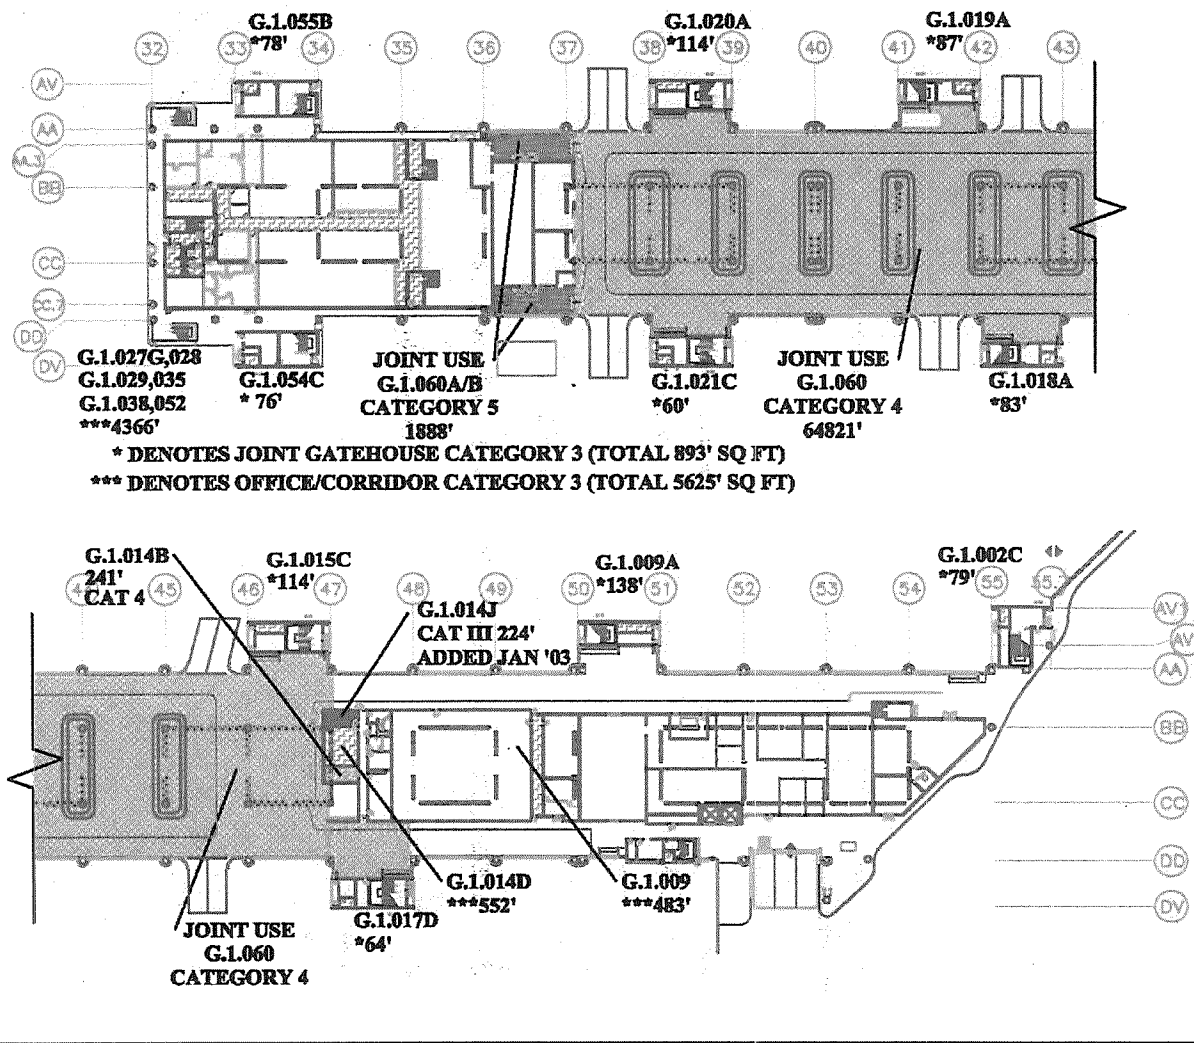 G.1.055B
*78'
G.1.020A
*114'
G.1.019A
*87'
32
33
34
35
36
37
38
39
40
41
42
43
AV
AA
BB
CC
DD
DV
G.1.027G,028
G.1.029,035
G.1.038,052
***4366'
G.1.054C
* 76'
JOINT USE
G.1.060A/B
CATEGORY 5
1888'
G.1.021C
*60'
JOINT USE
G.1.060
CATEGORY 4
64821'
G.1.018A
*83'
* DENOTES JOINT GATEHOUSE CATEGORY 3 (TOTAL 893' SQ FT)
*** DENOTES OFFICE/CORRIDOR CATEGORY 3 (TOTAL 5625' SQ FT)
G.1.014B
241'
CAT 4
G.1.015C
*114'
G.1.009A
*138'
G.1.002C
*79'
45
46
47
48
49
50
51
52
53
54
55
G.1.014J
CAT III 224'
ADDED JAN '03
AV
AA
BB
CC
DD
DV
G.1.014D
***552'
G.1.009
***483'
G.1.017D
*64'
JOINT USE
G.1.060
CATEGORY 4